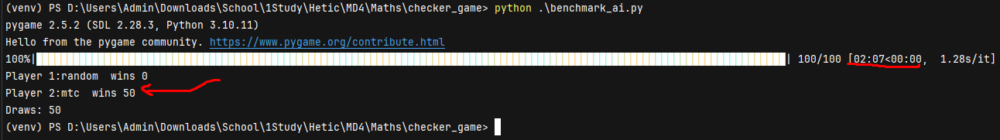 (venv) PS D:\Users\Admin\Downloads\School\1Study\Hetic\MD4\Maths\checker_game> python .\benchmark_ai.py
pygame 2.5.2 (SDL 2.28.3, Python 3.10.11)
Hello from the pygame community. https://www.pygame.org/contribute.html
100%| | 100/100 [02:07<00:00,  1.28s/it]
Player 1:random  wins 0
Player 2:mtc  wins 50
Draws: 50
(venv) PS D:\Users\Admin\Downloads\School\1Study\Hetic\MD4\Maths\checker_game>